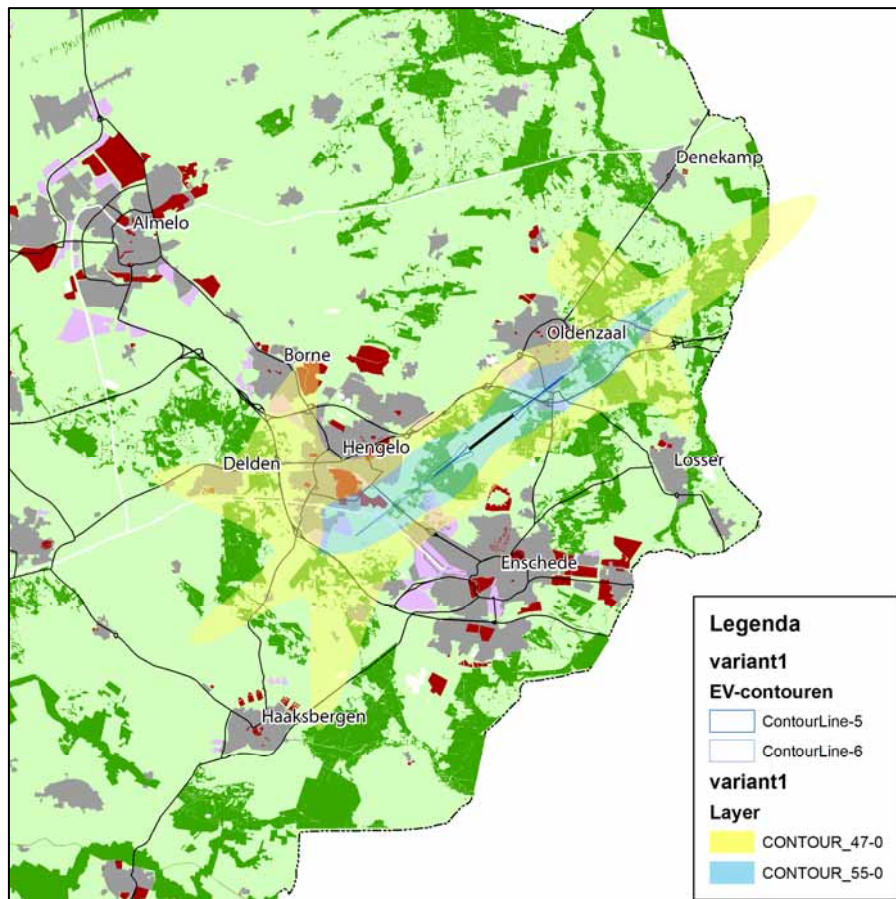 Denekamp
Almelo
Oldenzaal
Borne
Hengelo
Delden
Losser
Enschede
Haaksbergen
Legenda
variant1
EV-contouren
ContourLine-5
ContourLine-6
variant1
Layer
CONTOUR_47-0
CONTOUR_55-0